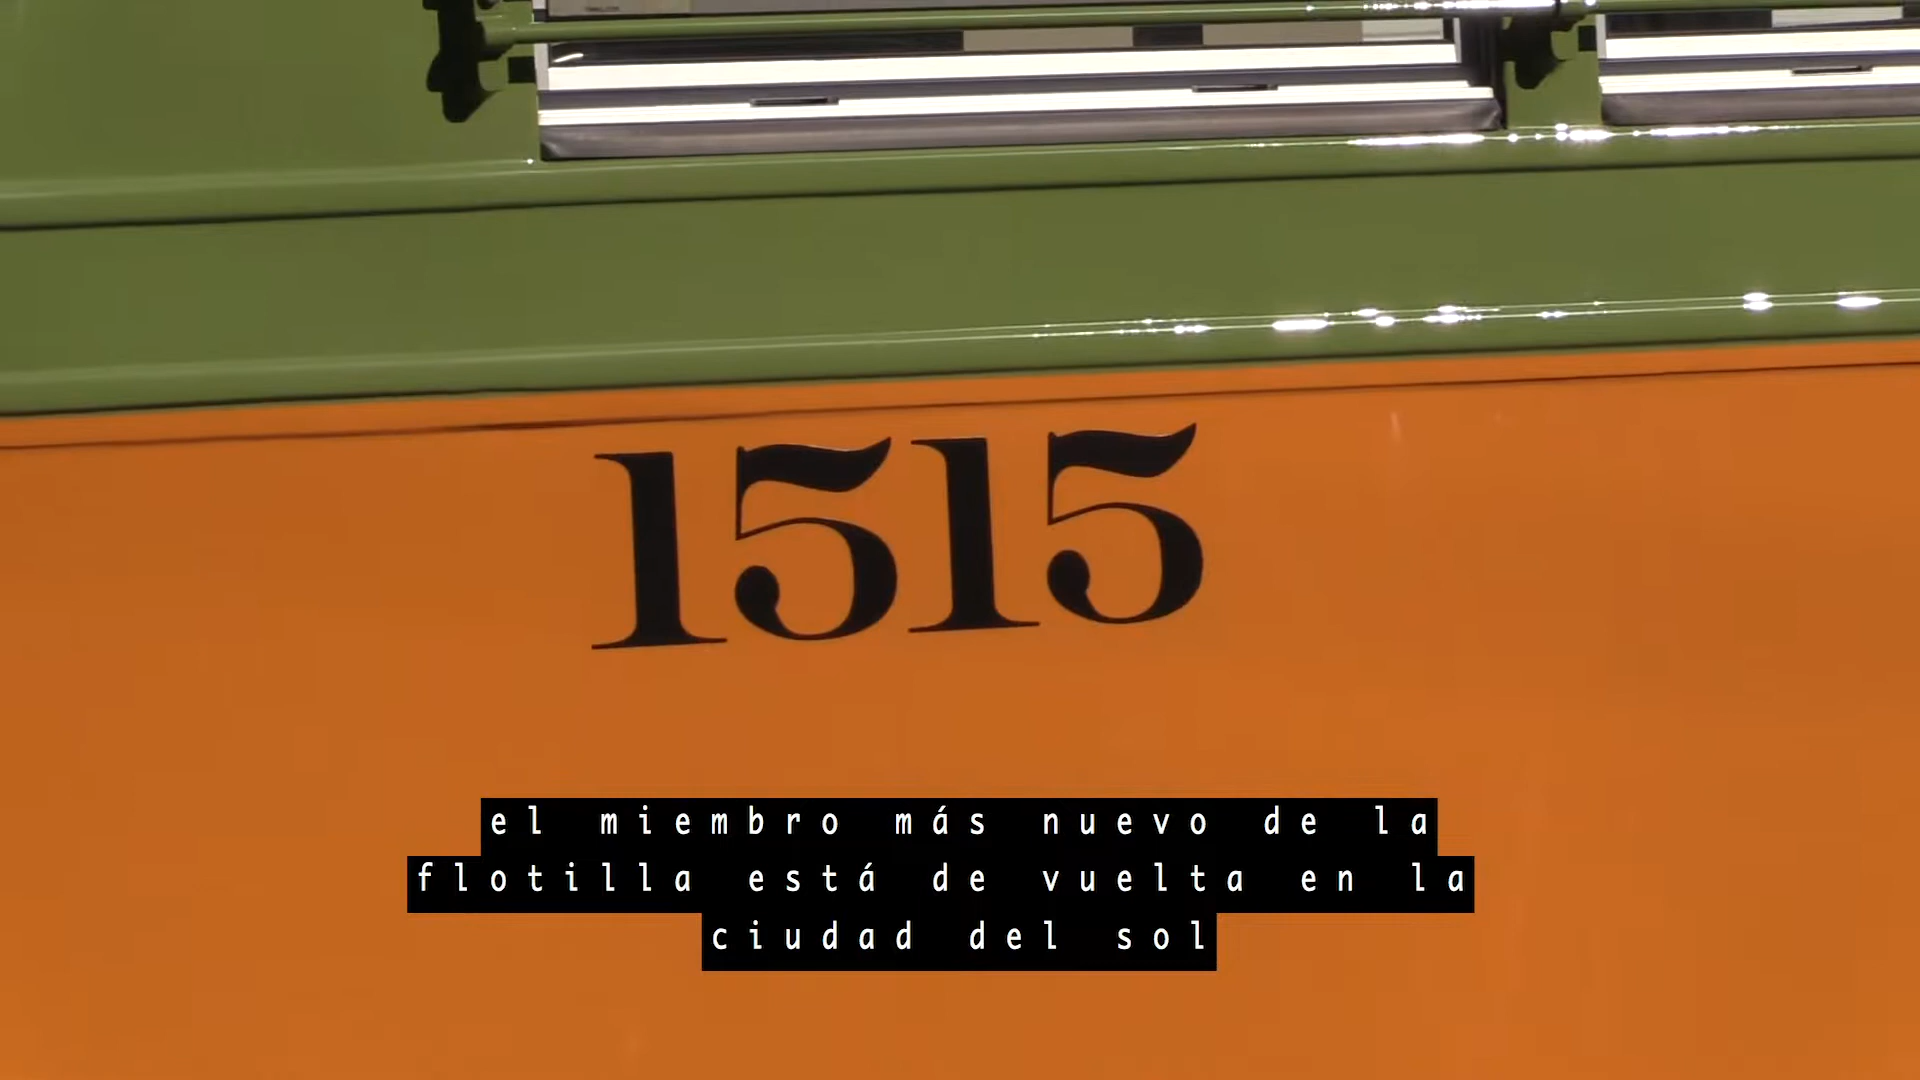 1515
el miembro más nuevo de la
flotilla está de vuelta en la
ciudad del sol